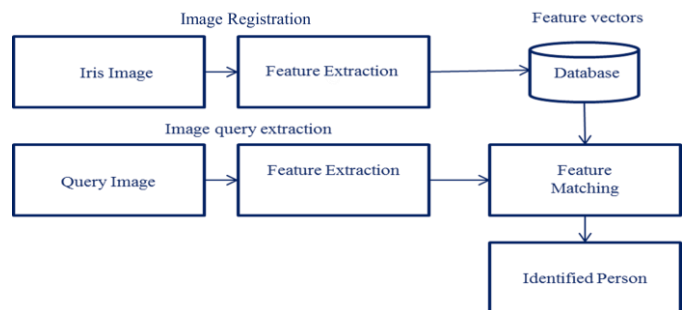 Image Registration
Feature vectors
Iris Image
Feature Extraction
Database
Image query extraction
Query Image
Feature Extraction
Feature
Matching
Identified Person